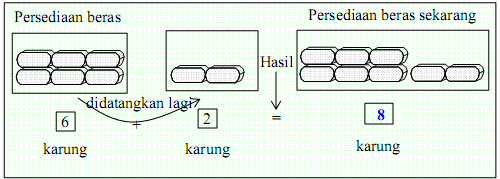 Persediaan beras
Persediaan beras sekarang
Hasil
didatangkan lagi
6 + 2 = 8
karung karung karung